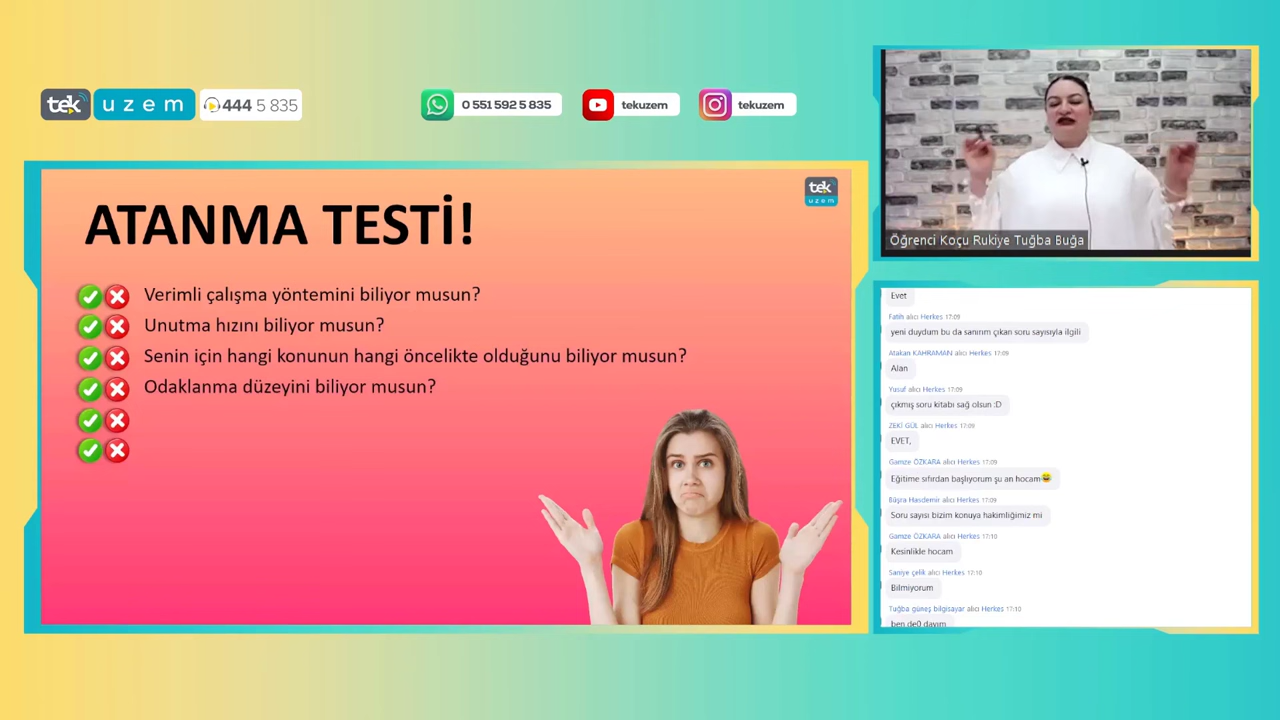 tek uzem 444 5 835
0 551 592 5 835
tekuzem
tekuzem
tek
uzem
ATANMA TESTİ!
Verimli çalışma yöntemini biliyor musun?
Unutma hızını biliyor musun?
Senin için hangi konunun hangi öncelikte olduğunu biliyor musun?
Odaklanma düzeyini biliyor musun?
Öğrenci Koçu Rukiye Tuğba Buğa
Evet
Fatih alıcı Herkes 17:09
yeni duydum bu da sanırım çıkan soru sayısıyla ilgili
Atakan KAHRAMAN alıcı Herkes 17:09
Alan
Yusuf alıcı Herkes 17:09
çıkmış soru kitabı sağ olsun :D
ZEKİ GÜL alıcı Herkes 17:09
EVET,
Gamze ÖZKARA alıcı Herkes 17:09
Eğitime sıfırdan başlıyorum şu an hocam😂
Büşra Hasdemir alıcı Herkes 17:09
Soru sayısı bizim konuya hakimliğimiz mi
Gamze ÖZKARA alıcı Herkes 17:10
Kesinlikle hocam
Saniye çelik alıcı Herkes 17:10
Bilmiyorum
Tuğba güneş bilgisayar alıcı Herkes 17:10
ben de0 dayım